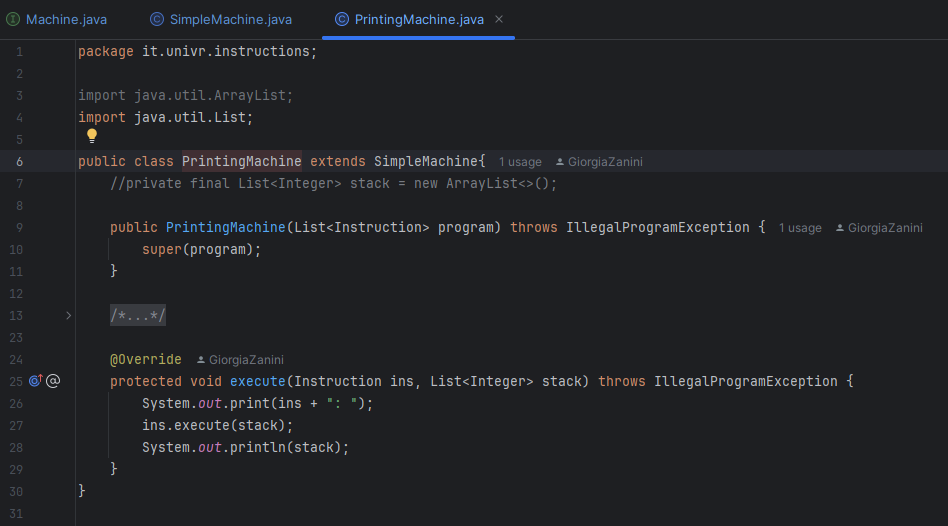 Machine.java SimpleMachine.java PrintingMachine.java
1 package it.univr.instructions;
2
3 import java.util.ArrayList;
4 import java.util.List;
5
6 public class PrintingMachine extends SimpleMachine{ 1 usage GiorgiaZanini
7 //private final List<Integer> stack = new ArrayList<>();
8
9 public PrintingMachine(List<Instruction> program) throws IllegalProgramException { 1 usage GiorgiaZanini
10 super(program);
11 }
12
13 /*...*/
23
24 @Override GiorgiaZanini
25 protected void execute(Instruction ins, List<Integer> stack) throws IllegalProgramException {
26 System.out.print(ins + ": ");
27 ins.execute(stack);
28 System.out.println(stack);
29 }
30 }
31